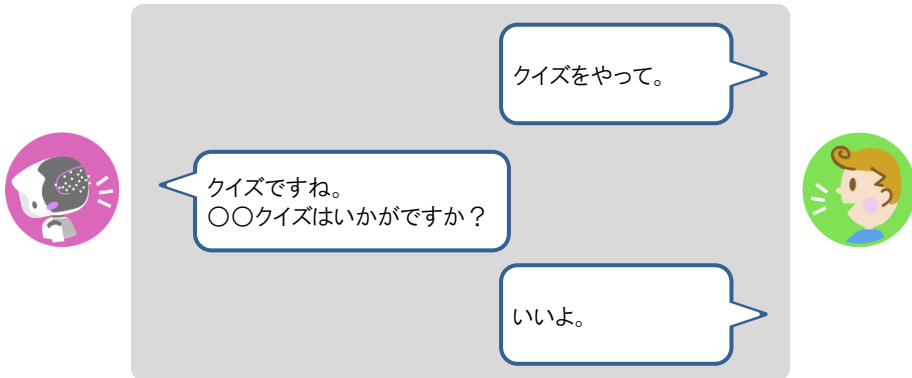 クイズをやって。
クイズですね。
○○クイズはいかがですか？
いいよ。